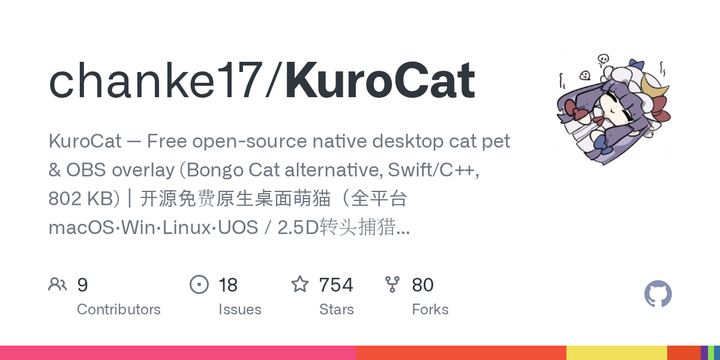 chanke17/KuroCat
KuroCat — Free open-source native desktop cat pet
& OBS overlay (Bongo Cat alternative, Swift/C++,
802 KB) | 开源免费原生桌面萌猫（全平台
macOS·Win·Linux·UOS / 2.5D转头捕猎...
9
Contributors
18
Issues
754
Stars
80
Forks